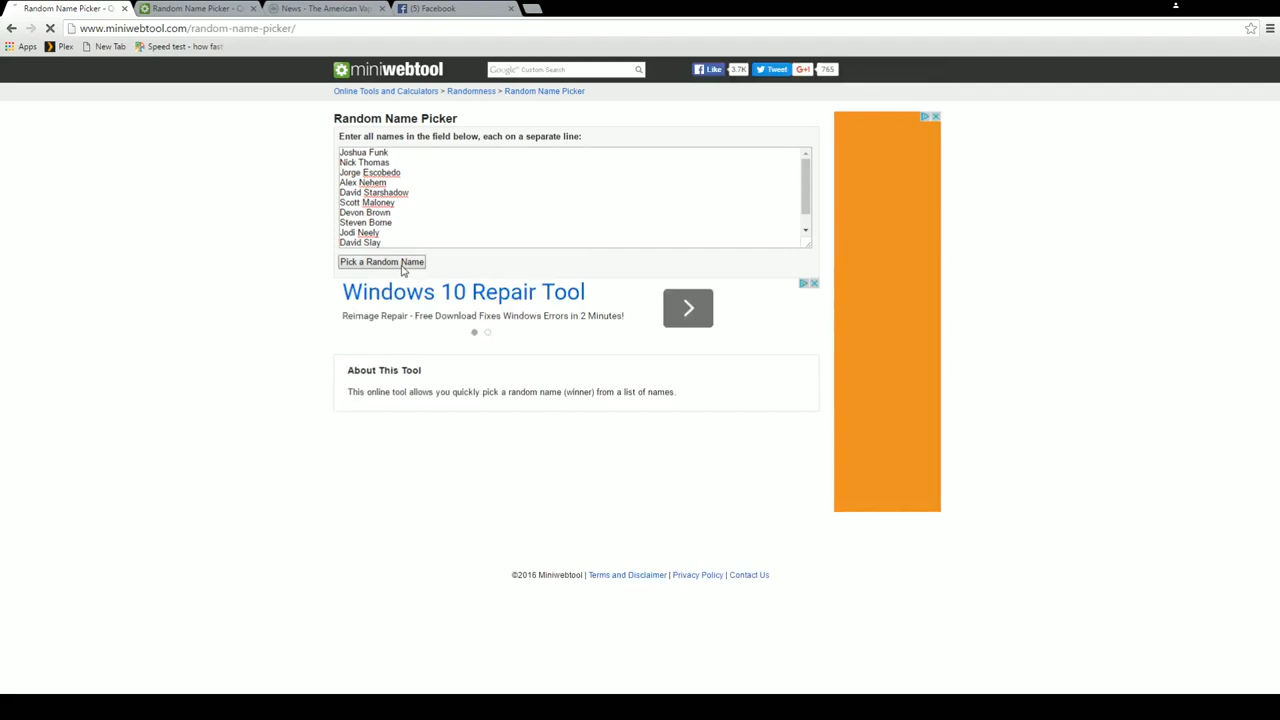 Random Name Picker -
Random Name Picker -
News - The American Va
(5) Facebook
www.miniwebtool.com/random-name-picker/
Apps
Plex
New Tab
Speed test - how fast
miniwebtool
Google Custom Search
Like 3.7K
Tweet
G+1 765
Online Tools and Calculators > Randomness > Random Name Picker
Random Name Picker
Enter all names in the field below, each on a separate line:
Joshua Funk
Nick Thomas
Jorge Escobedo
Alex Nehem
David Starshadow
Scott Maloney
Devon Brown
Steven Borne
Jodi Neely
David Slay
Pick a Random Name
Windows 10 Repair Tool
Reimage Repair - Free Download Fixes Windows Errors in 2 Minutes!
About This Tool
This online tool allows you quickly pick a random name (winner) from a list of names.
©2016 Miniwebtool | Terms and Disclaimer | Privacy Policy | Contact Us